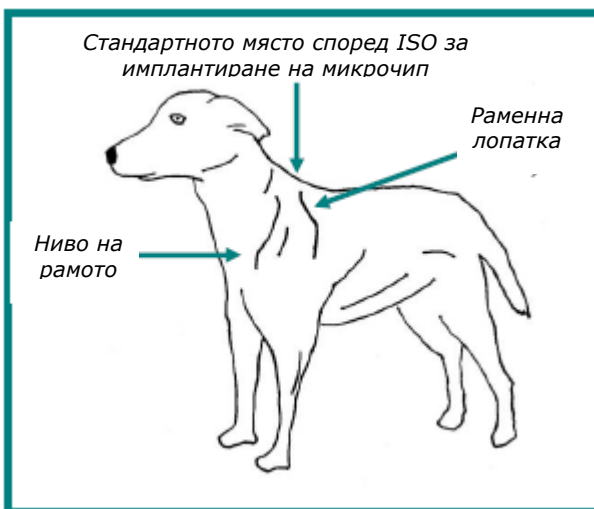 Стандартното място според ISO за
имплантиране на микрочип
Раменна
лопатка
Ниво на
рамото